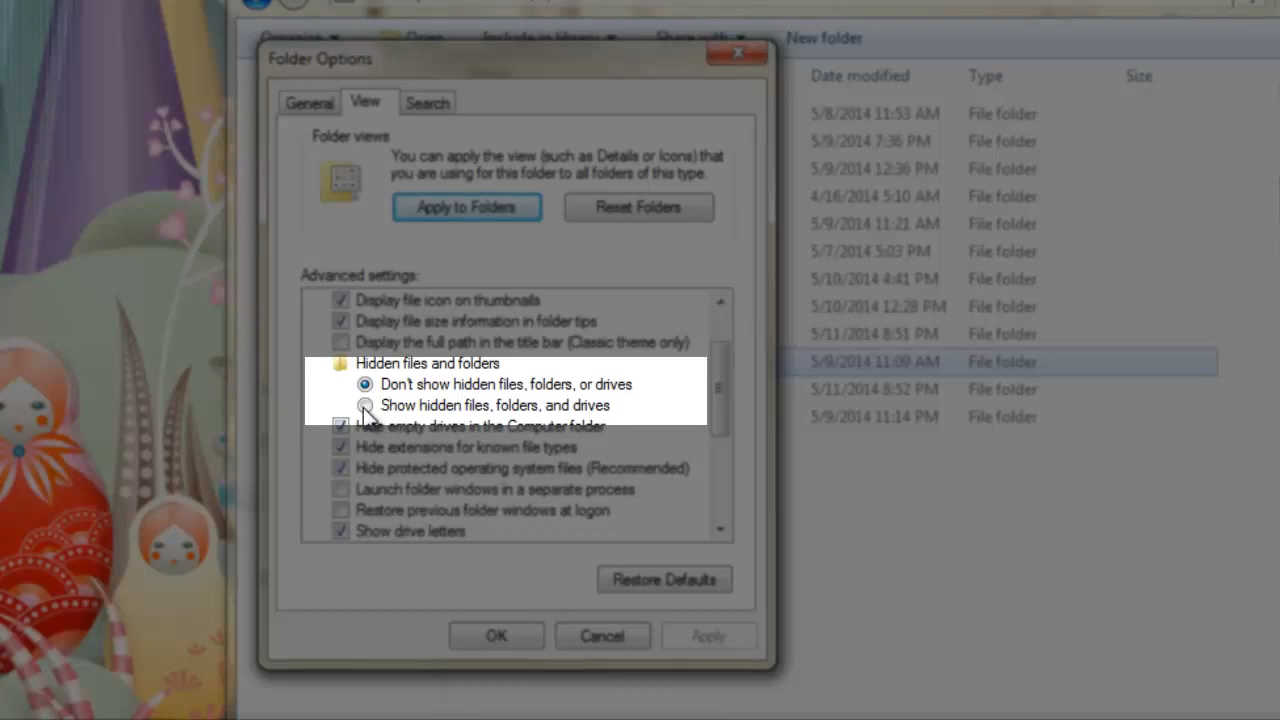 Organize Open Include in library Share with New folder
Folder Options
General View Search
Folder views
You can apply the view (such as Details or Icons) that
you are using for this folder to all folders of this type.
Apply to Folders Reset Folders
Advanced settings:
Display file icon on thumbnails
Display file size information in folder tips
Display the full path in the title bar (Classic theme only)
Hidden files and folders
Don't show hidden files, folders, or drives
Show hidden files, folders, and drives
Hide empty drives in the Computer folder
Hide extensions for known file types
Hide protected operating system files (Recommended)
Launch folder windows in a separate process
Restore previous folder windows at logon
Show drive letters
Restore Defaults
OK Cancel Apply
Date modified Type Size
5/8/2014 11:53 AM File folder
5/9/2014 7:36 PM File folder
5/9/2014 12:36 PM File folder
4/16/2014 5:10 AM File folder
5/9/2014 11:21 AM File folder
5/7/2014 5:03 PM File folder
5/10/2014 4:41 PM File folder
5/10/2014 12:28 PM File folder
5/11/2014 8:51 PM File folder
5/9/2014 11:09 AM File folder
5/11/2014 8:52 PM File folder
5/9/2014 11:14 PM File folder